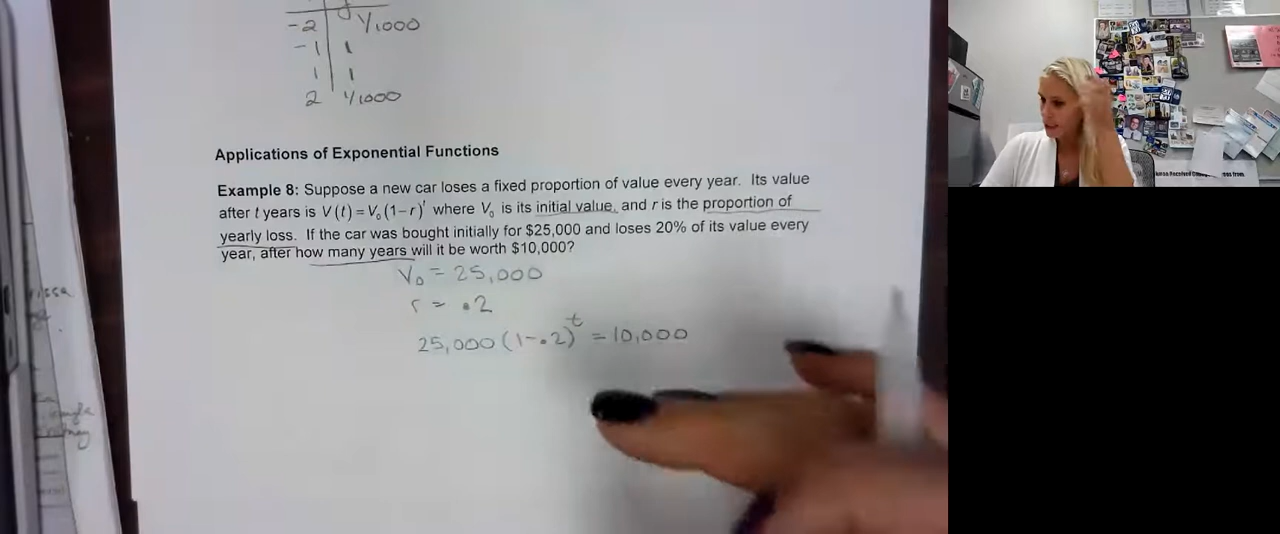 -2 1/1000
-1 1
1 1
2 1/1000
Applications of Exponential Functions
Example 8: Suppose a new car loses a fixed proportion of value every year. Its value
after t years is V(t)=V₀(1−r)ᵗ where V₀ is its initial value, and r is the proportion of
yearly loss. If the car was bought initially for $25,000 and loses 20% of its value every
year, after how many years will it be worth $10,000?
V₀ = 25,000
r = .2
25,000(1-.2)ᵗ = 10,000